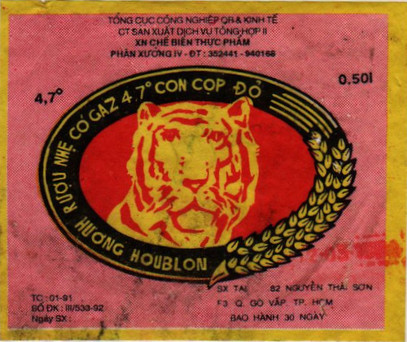 TỔNG CỤC CÔNG NGHIỆP QP & KINH TẾ
CT SẢN XUẤT DỊCH VỤ TỔNG HỢP II
XN CHẾ BIẾN THỰC PHẨM
PHÂN XƯỞNG IV - ĐT : 352441 - 940168
4,7°
0.50l
RƯỢU NHẸ CÓ GAZ 4.7° CON CỌP ĐỎ
HƯƠNG HOUBLON
TC : 01-91
SỐ ĐK : III/533-92
Ngày SX :
SX TẠI 82 NGUYỄN THÁI SƠN
F3 Q. GÒ VẤP TP. HCM
BẢO HÀNH 30 NGÀY